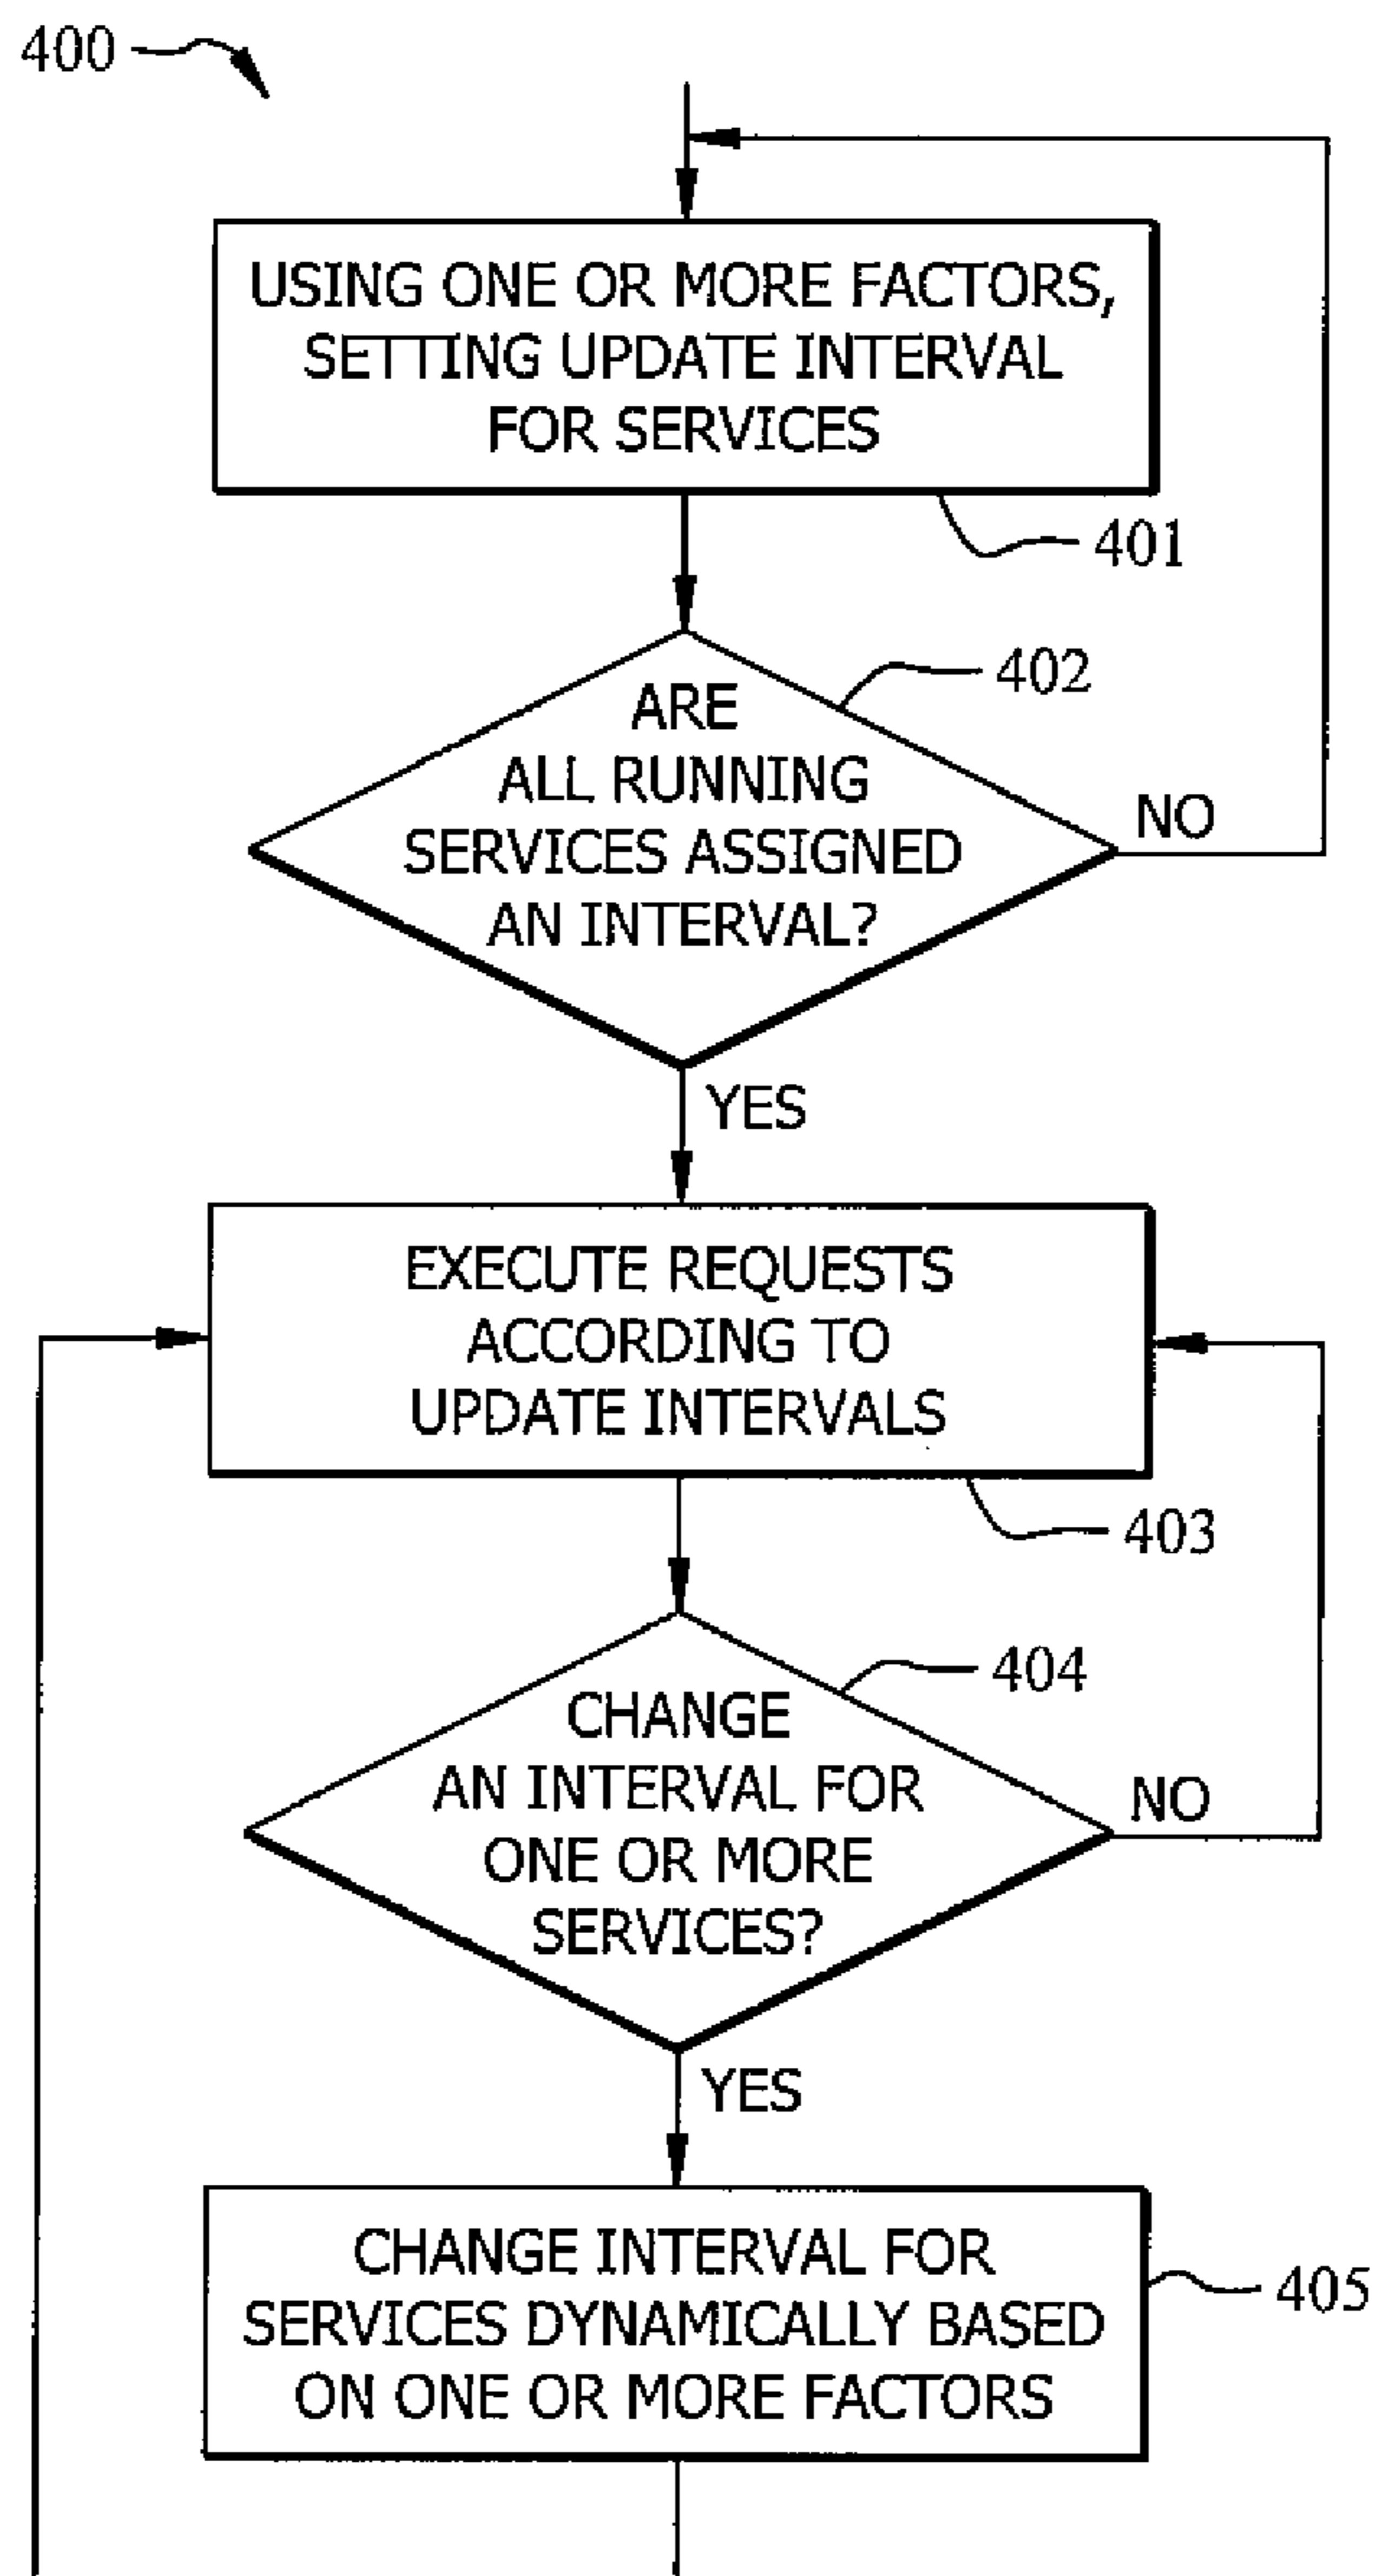 400
USING ONE OR MORE FACTORS,
SETTING UPDATE INTERVAL
FOR SERVICES
401
402
ARE
ALL RUNNING
SERVICES ASSIGNED
AN INTERVAL?
NO
YES
EXECUTE REQUESTS
ACCORDING TO
UPDATE INTERVALS
403
404
CHANGE
AN INTERVAL FOR
ONE OR MORE
SERVICES?
NO
YES
CHANGE INTERVAL FOR
SERVICES DYNAMICALLY BASED
ON ONE OR MORE FACTORS
405